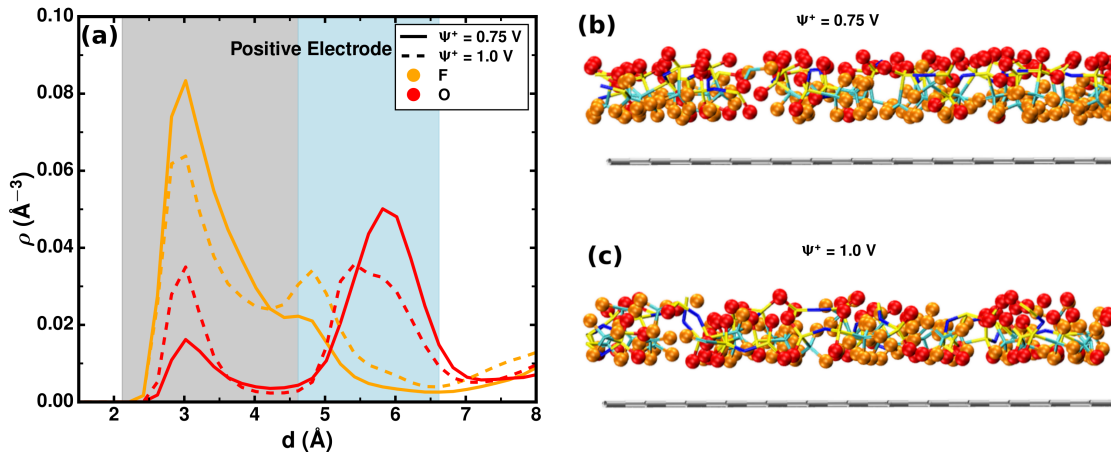 (a)
Positive Electrode
Ψ⁺ = 0.75 V
Ψ⁺ = 1.0 V
F
O
0.10
0.08
0.06
0.04
0.02
0.00
ρ (Å⁻³)
2 3 4 5 6 7 8
d (Å)
(b)
Ψ⁺ = 0.75 V
(c)
Ψ⁺ = 1.0 V